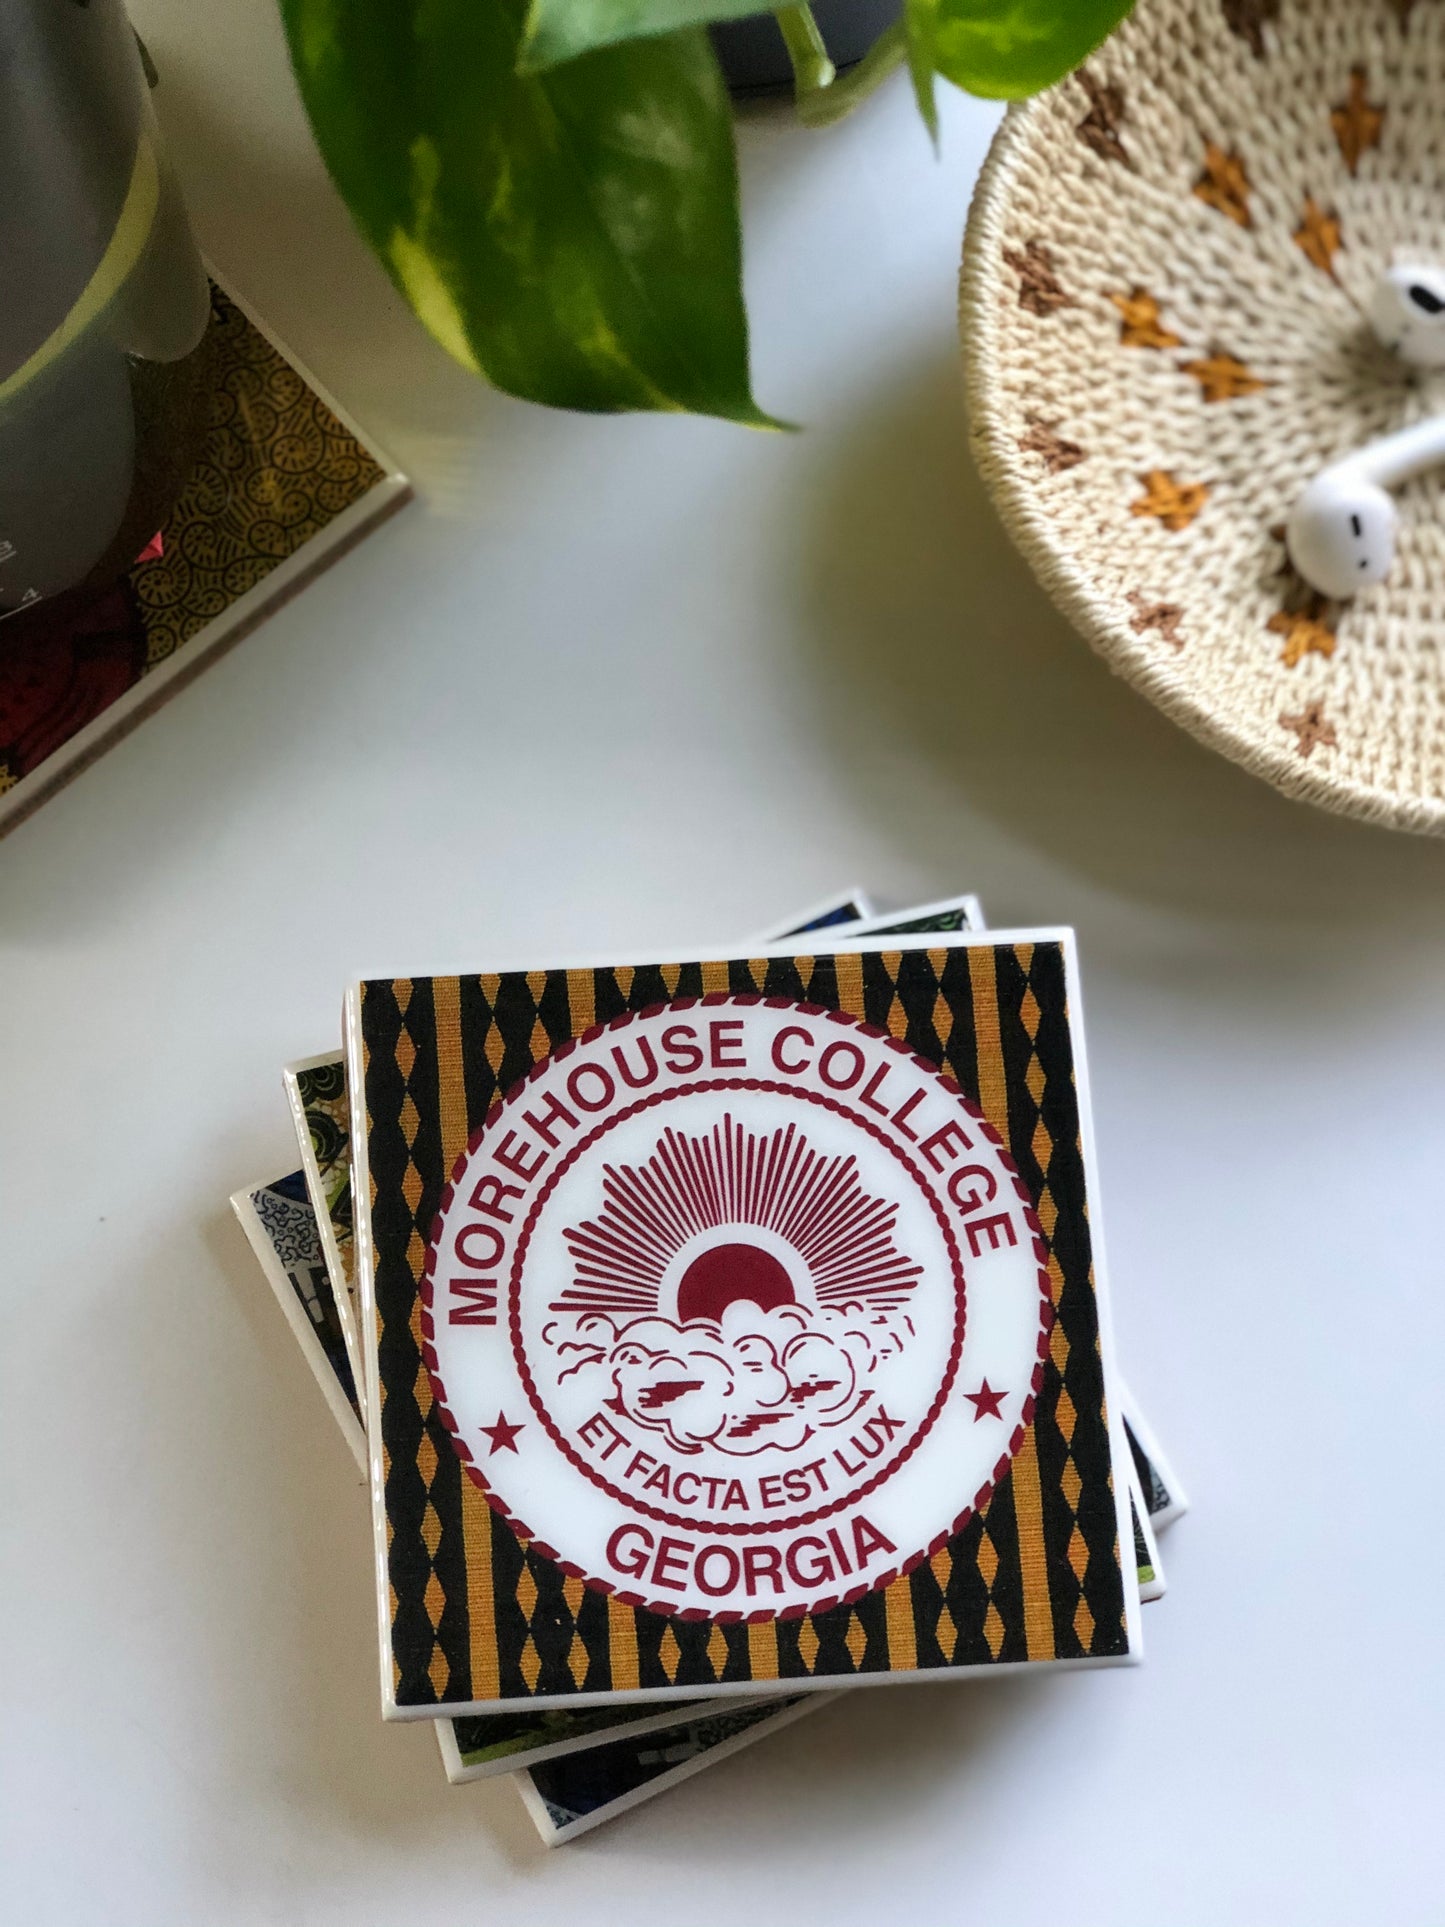 MOREHOUSE COLLEGE
ET FACTA EST LUX
GEORGIA